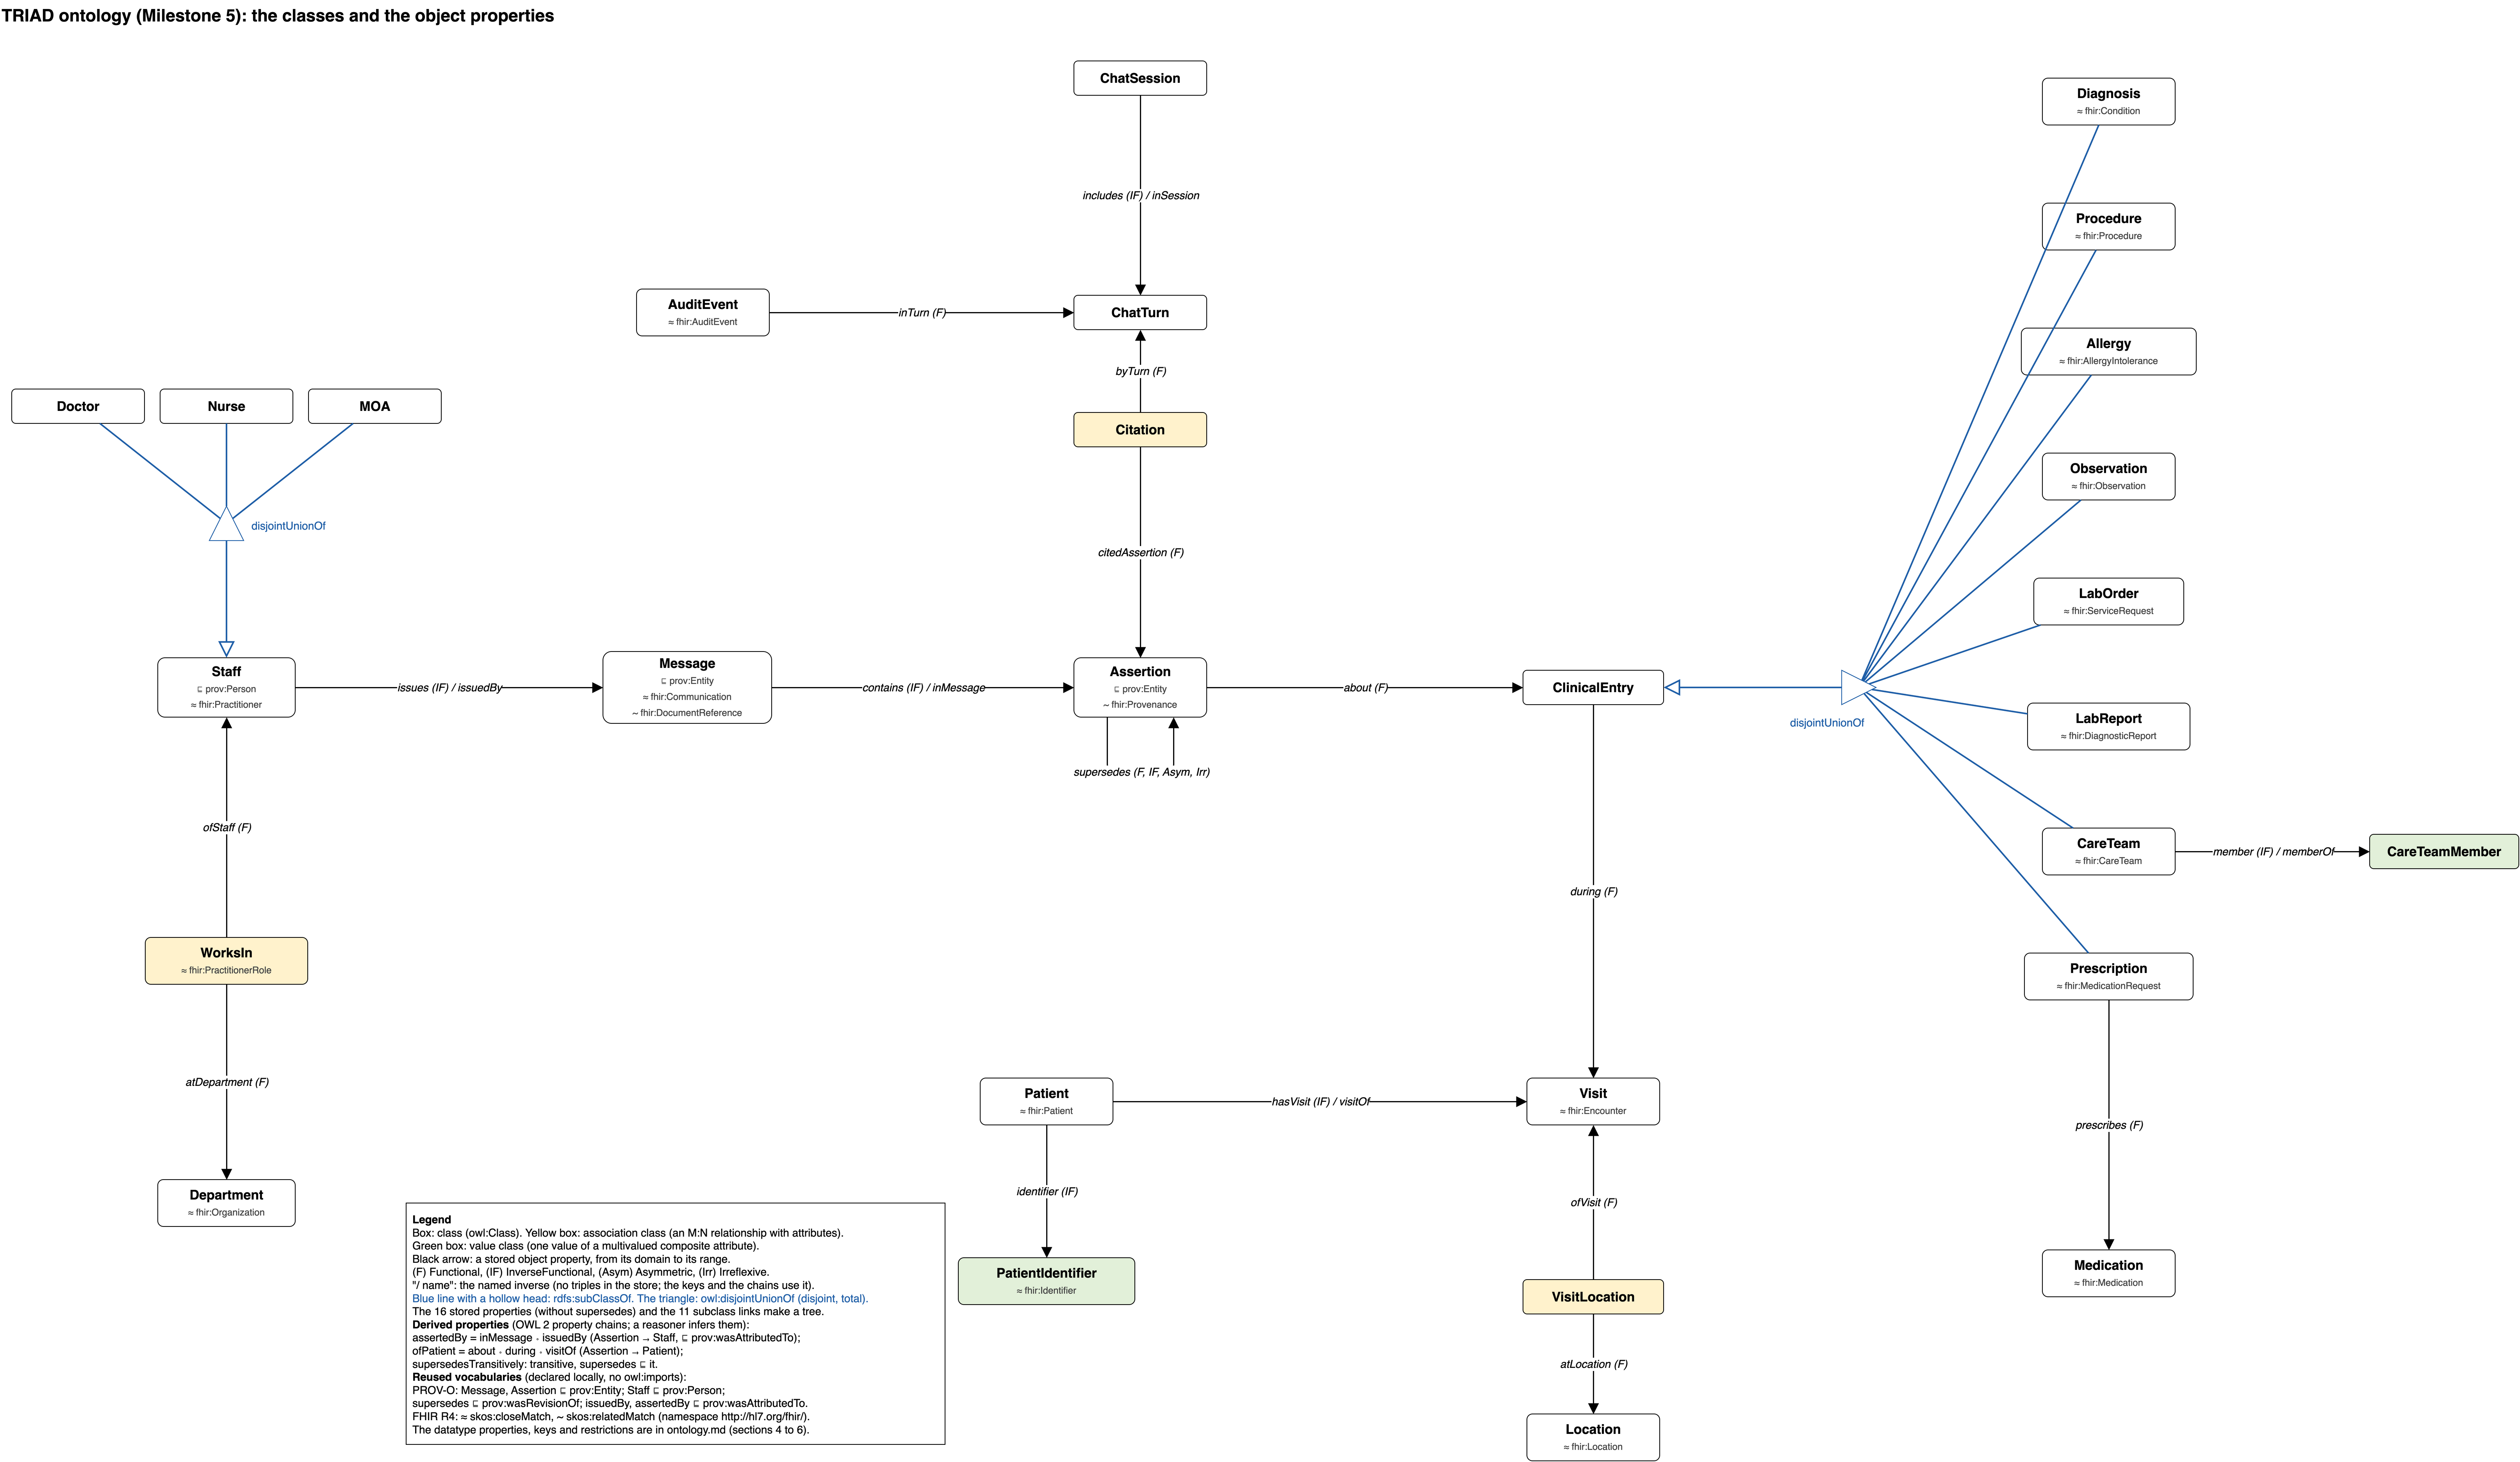 TRIAD ontology (Milestone 5): the classes and the object properties
ChatSession
includes (IF) / inSession
AuditEvent
≈ fhir:AuditEvent
inTurn (F)
ChatTurn
byTurn (F)
Citation
citedAssertion (F)
Doctor
Nurse
MOA
disjointUnionOf
Staff
⊑ prov:Person
≈ fhir:Practitioner
issues (IF) / issuedBy
Message
⊑ prov:Entity
≈ fhir:Communication
~ fhir:DocumentReference
contains (IF) / inMessage
Assertion
⊑ prov:Entity
~ fhir:Provenance
supersedes (F, IF, Asym, Irr)
about (F)
ClinicalEntry
disjointUnionOf
Diagnosis
≈ fhir:Condition
Procedure
≈ fhir:Procedure
Allergy
≈ fhir:AllergyIntolerance
Observation
≈ fhir:Observation
LabOrder
≈ fhir:ServiceRequest
LabReport
≈ fhir:DiagnosticReport
CareTeam
≈ fhir:CareTeam
member (IF) / memberOf
CareTeamMember
Prescription
≈ fhir:MedicationRequest
prescribes (F)
Medication
≈ fhir:Medication
ofStaff (F)
WorksIn
≈ fhir:PractitionerRole
atDepartment (F)
Department
≈ fhir:Organization
during (F)
Patient
≈ fhir:Patient
hasVisit (IF) / visitOf
Visit
≈ fhir:Encounter
identifier (IF)
PatientIdentifier
≈ fhir:Identifier
ofVisit (F)
VisitLocation
atLocation (F)
Location
≈ fhir:Location
Legend
Box: class (owl:Class). Yellow box: association class (an M:N relationship with attributes).
Green box: value class (one value of a multivalued composite attribute).
Black arrow: a stored object property, from its domain to its range.
(F) Functional, (IF) InverseFunctional, (Asym) Asymmetric, (Irr) Irreflexive.
"/ name": the named inverse (no triples in the store; the keys and the chains use it).
Blue line with a hollow head: rdfs:subClassOf. The triangle: owl:disjointUnionOf (disjoint, total).
The 16 stored properties (without supersedes) and the 11 subclass links make a tree.
Derived properties (OWL 2 property chains; a reasoner infers them):
assertedBy = inMessage ∘ issuedBy (Assertion → Staff, ⊑ prov:wasAttributedTo);
ofPatient = about ∘ during ∘ visitOf (Assertion → Patient);
supersedesTransitively: transitive, supersedes ⊑ it.
Reused vocabularies (declared locally, no owl:imports):
PROV-O: Message, Assertion ⊑ prov:Entity; Staff ⊑ prov:Person;
supersedes ⊑ prov:wasRevisionOf; issuedBy, assertedBy ⊑ prov:wasAttributedTo.
FHIR R4: ≈ skos:closeMatch, ~ skos:relatedMatch (namespace http://hl7.org/fhir/).
The datatype properties, keys and restrictions are in ontology.md (sections 4 to 6).